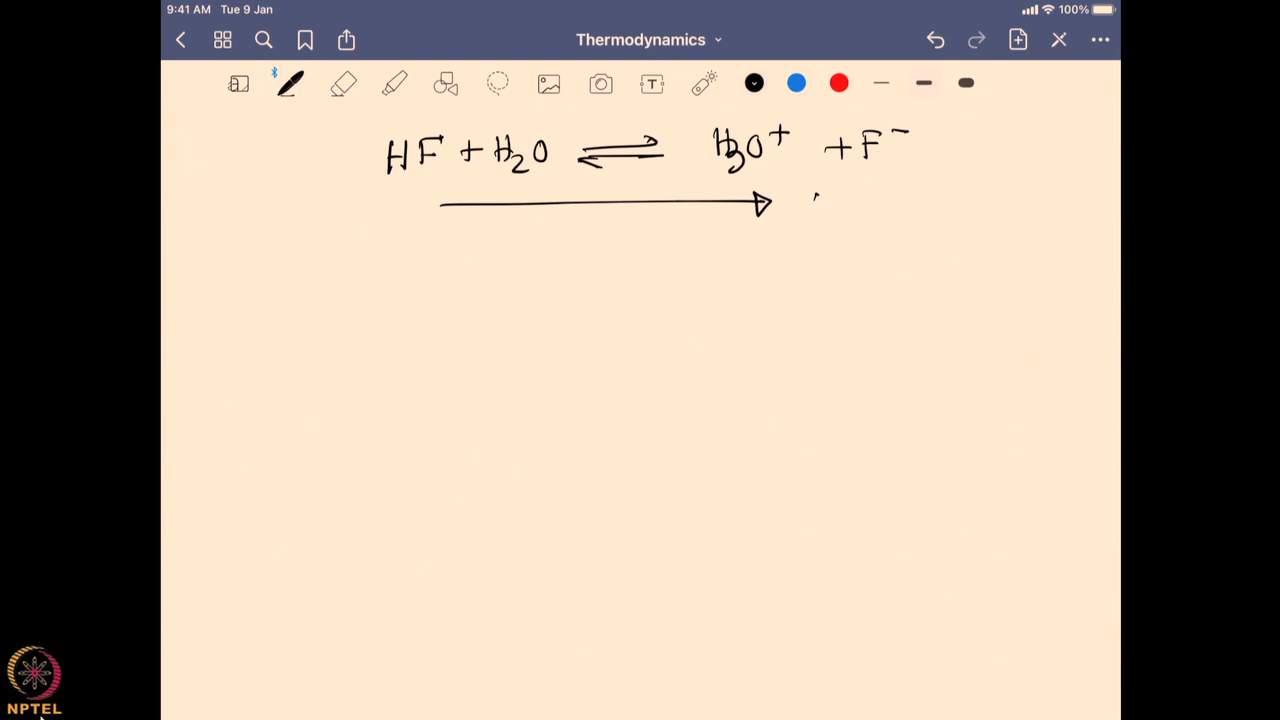 9:41 AM Tue 9 Jan 100%
Thermodynamics
T
HF + H₂O ⇌ H₃O⁺ + F⁻
NPTEL